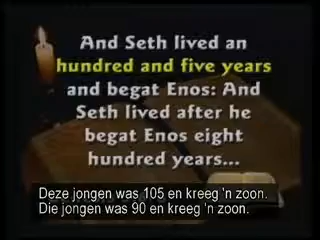 And Seth lived an
hundred and five years
and begat Enos: And
Seth lived after he
begat Enos eight
hundred years...
Deze jongen was 105 en kreeg 'n zoon.
Die jongen was 90 en kreeg 'n zoon.